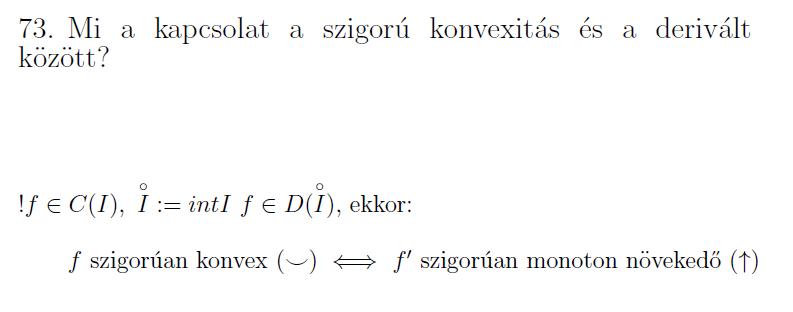 73. Mi a kapcsolat a szigorú konvexitás és a derivált
között?
!f ∈ C(I), I̊ := intI f ∈ D(I̊), ekkor:
f szigorúan konvex (⌣) ⟺ f′ szigorúan monoton növekedő (↑)